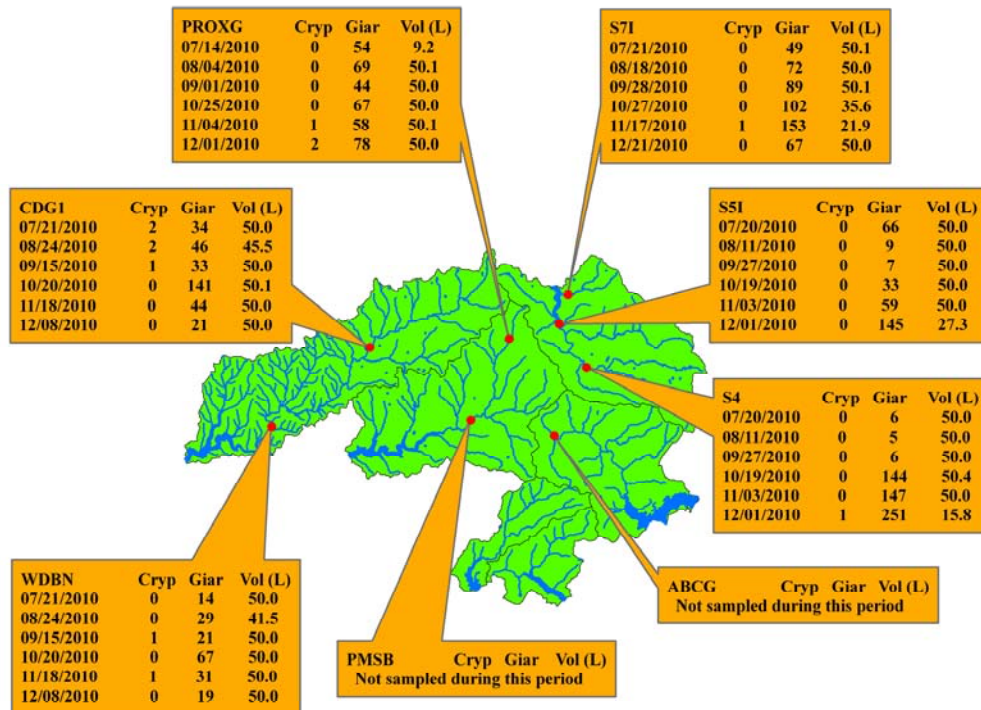 PROXG Cryp Giar Vol (L)
07/14/2010 0 54 9.2
08/04/2010 0 69 50.1
09/01/2010 0 44 50.0
10/25/2010 0 67 50.0
11/04/2010 1 58 50.1
12/01/2010 2 78 50.0
S7I Cryp Giar Vol (L)
07/21/2010 0 49 50.1
08/18/2010 0 72 50.0
09/28/2010 0 89 50.1
10/27/2010 0 102 35.6
11/17/2010 1 153 21.9
12/21/2010 0 67 50.0
CDG1 Cryp Giar Vol (L)
07/21/2010 2 34 50.0
08/24/2010 2 46 45.5
09/15/2010 1 33 50.0
10/20/2010 0 141 50.1
11/18/2010 0 44 50.0
12/08/2010 0 21 50.0
S5I Cryp Giar Vol (L)
07/20/2010 0 66 50.0
08/11/2010 0 9 50.0
09/27/2010 0 7 50.0
10/19/2010 0 33 50.0
11/03/2010 0 59 50.0
12/01/2010 0 145 27.3
S4 Cryp Giar Vol (L)
07/20/2010 0 6 50.0
08/11/2010 0 5 50.0
09/27/2010 0 6 50.0
10/19/2010 0 144 50.4
11/03/2010 0 147 50.0
12/01/2010 1 251 15.8
WDBN Cryp Giar Vol (L)
07/21/2010 0 14 50.0
08/24/2010 0 29 41.5
09/15/2010 1 21 50.0
10/20/2010 0 67 50.0
11/18/2010 1 31 50.0
12/08/2010 0 19 50.0
PMSB Cryp Giar Vol (L)
Not sampled during this period
ABCG Cryp Giar Vol (L)
Not sampled during this period